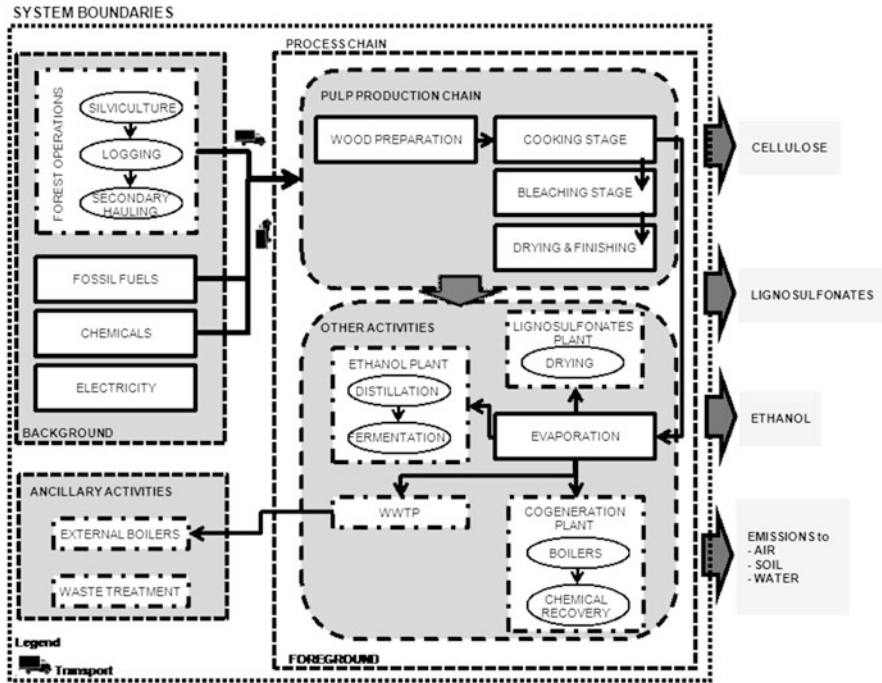 SYSTEM BOUNDARIES
FOREST OPERATIONS
SILVICULTURE
LOGGING
SECONDARY
HAULING
FOSSIL FUELS
CHEMICALS
ELECTRICITY
BACKGROUND
ANCILLARY ACTIVITIES
EXTERNAL BOILERS
WASTE TREATMENT
Legend
Transport
PROCESS CHAIN
PULP PRODUCTION CHAIN
WOOD PREPARATION
COOKING STAGE
BLEACHING STAGE
DRYING & FINISHING
OTHER ACTIVITIES
ETHANOL PLANT
DISTILLATION
FERMENTATION
LIGNOSULFONATES
PLANT
DRYING
EVAPORATION
WWTP
COGENERATION
PLANT
BOILERS
CHEMICAL
RECOVERY
FOREGROUND
CELLULOSE
LIGNOSULFONATES
ETHANOL
EMISSIONS to
- AIR
- SOIL
- WATER